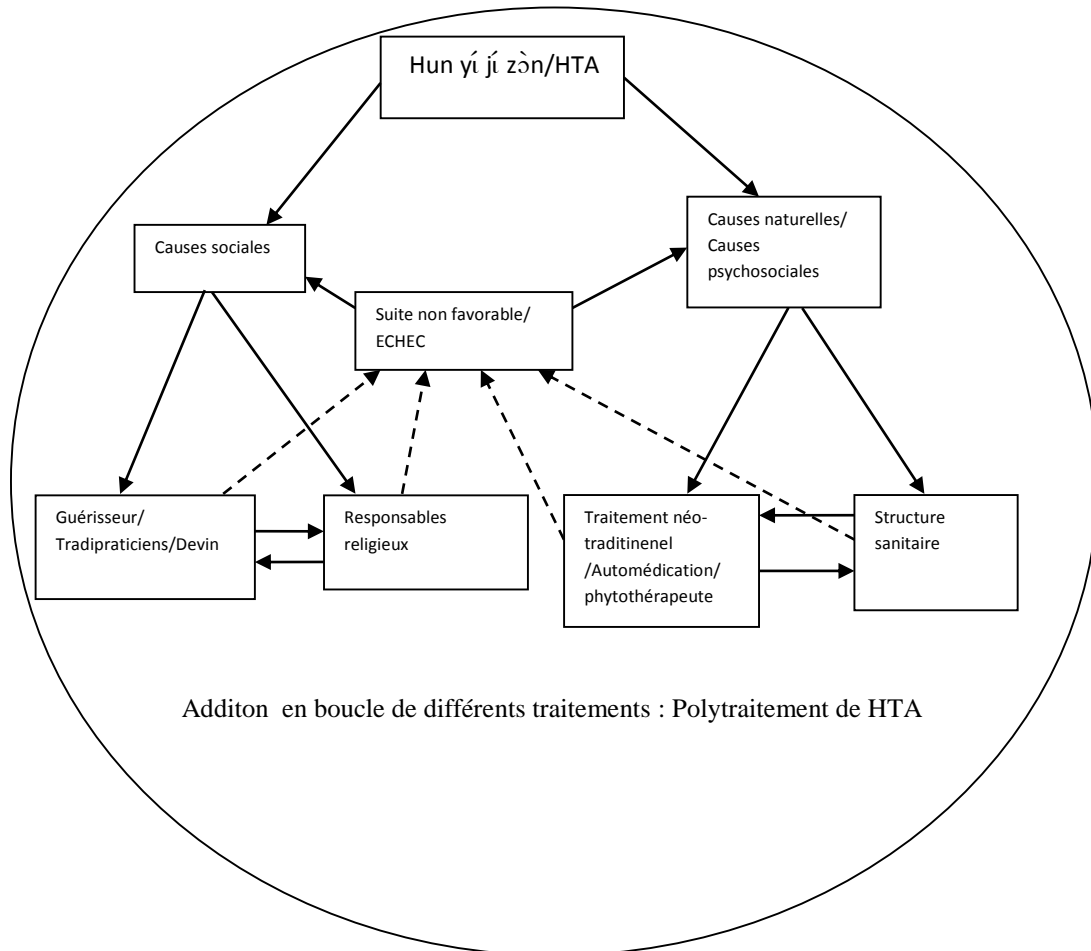 Hun yí jí zɔ̀n/HTA
Causes sociales
Causes naturelles/
Causes
psychosociales
Suite non favorable/
ECHEC
Guérisseur/
Tradipraticiens/Devin
Responsables
religieux
Traitement néo-
traditinenel
/Automédication/
phytothérapeute
Structure
sanitaire
Additon en boucle de différents traitements : Polytraitement de HTA